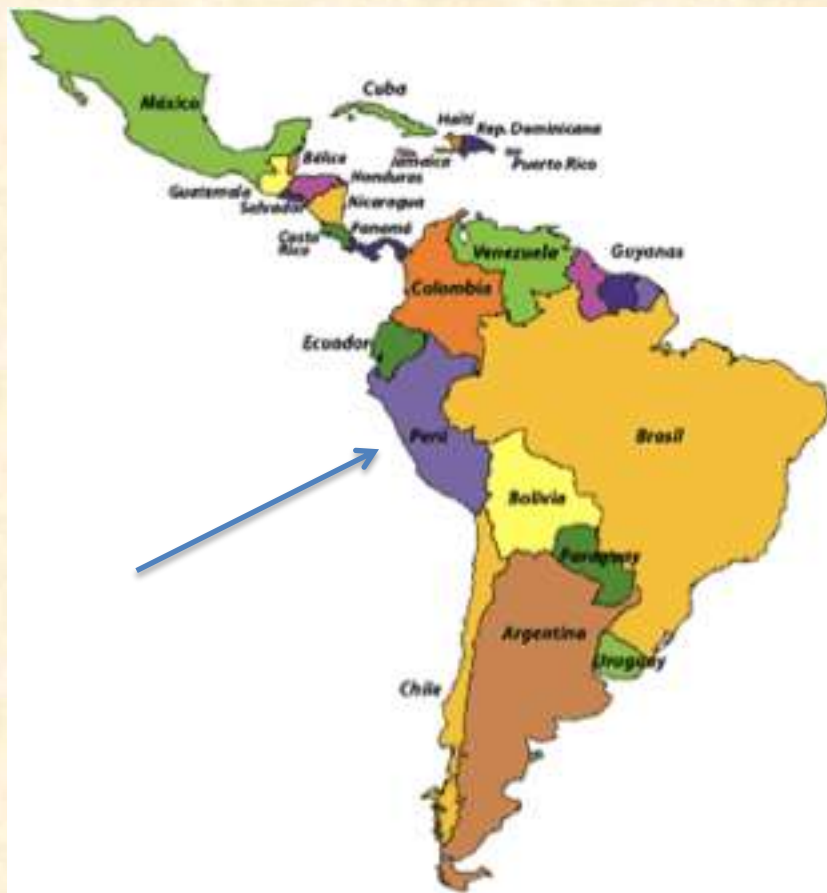 México
Cuba
Haití
Rep. Dominicana
Jamaica
Puerto Rico
Bélice
Guatemala
Honduras
Salvador
Nicaragua
Costa
Rico
Panamá
Venezuela
Guyanas
Colombia
Ecuador
Perú
Brasil
Bolivia
Paraguay
Argentina
Uruguay
Chile